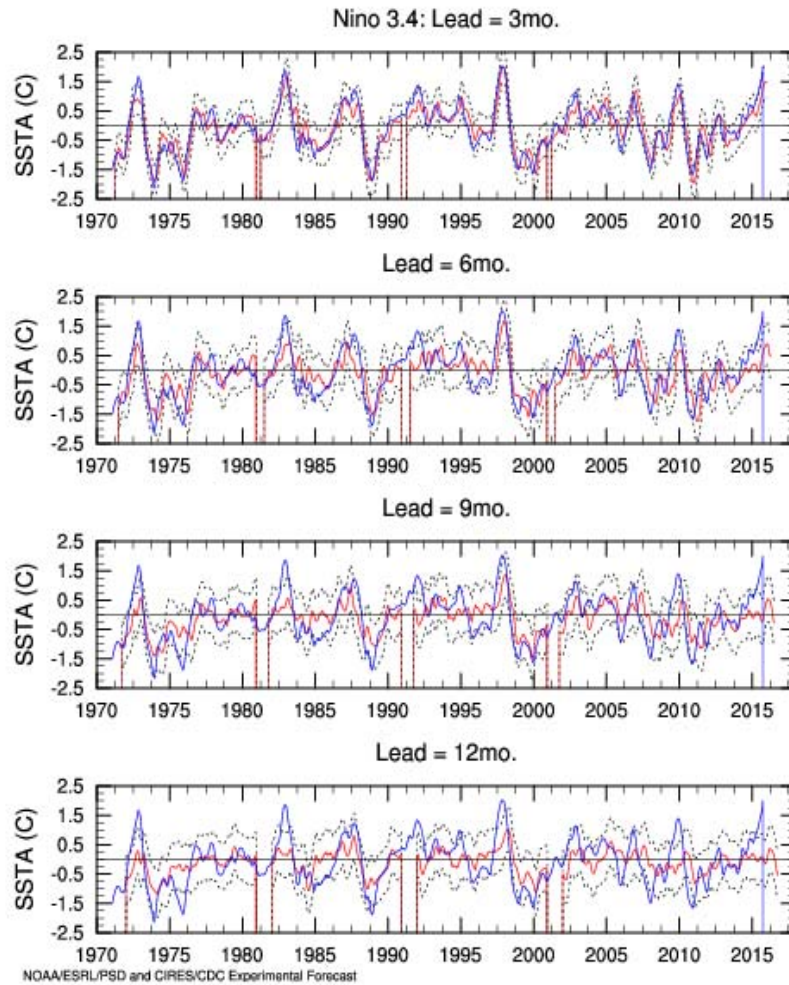 Nino 3.4: Lead = 3mo.
2.5
1.5
0.5
-0.5
-1.5
-2.5
SSTA (C)
1970 1975 1980 1985 1990 1995 2000 2005 2010 2015
Lead = 6mo.
2.5
1.5
0.5
-0.5
-1.5
-2.5
SSTA (C)
1970 1975 1980 1985 1990 1995 2000 2005 2010 2015
Lead = 9mo.
2.5
1.5
0.5
-0.5
-1.5
-2.5
SSTA (C)
1970 1975 1980 1985 1990 1995 2000 2005 2010 2015
Lead = 12mo.
2.5
1.5
0.5
-0.5
-1.5
-2.5
SSTA (C)
1970 1975 1980 1985 1990 1995 2000 2005 2010 2015
NOAA/ESRL/PSD and CIRES/CDC Experimental Forecast